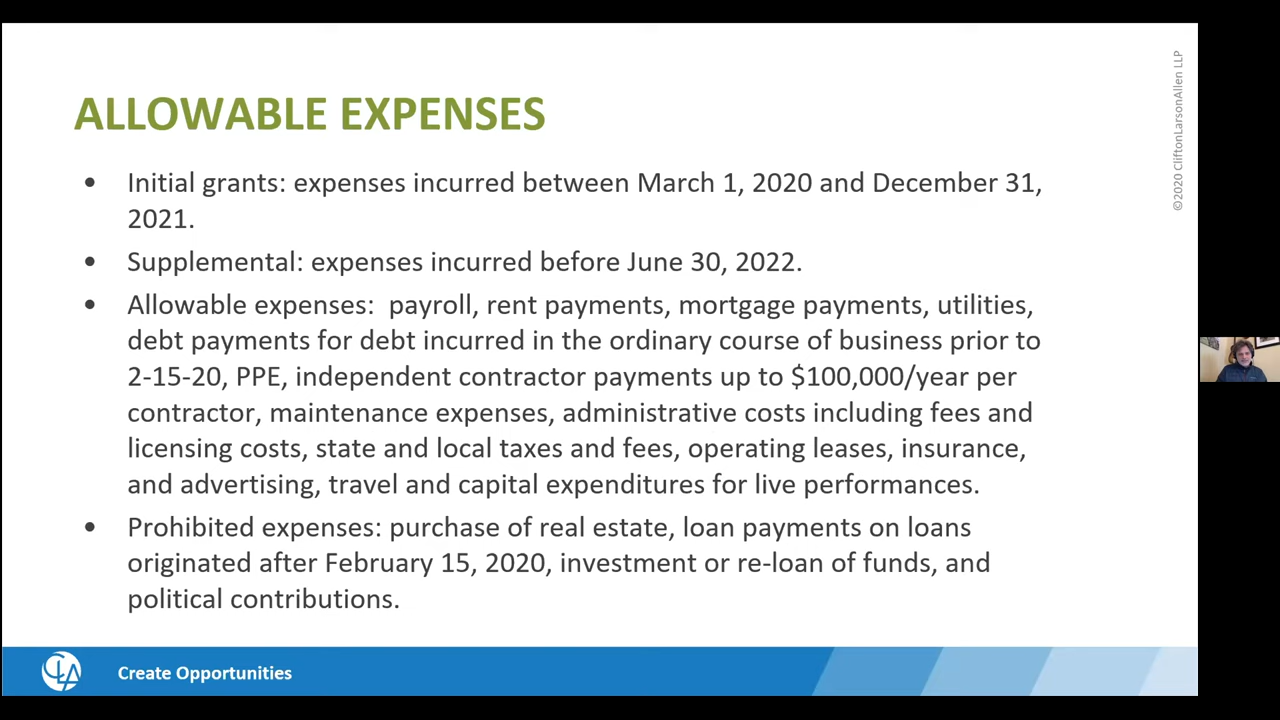 ALLOWABLE EXPENSES
• Initial grants: expenses incurred between March 1, 2020 and December 31,
2021.
• Supplemental: expenses incurred before June 30, 2022.
• Allowable expenses:  payroll, rent payments, mortgage payments, utilities,
debt payments for debt incurred in the ordinary course of business prior to
2-15-20, PPE, independent contractor payments up to $100,000/year per
contractor, maintenance expenses, administrative costs including fees and
licensing costs, state and local taxes and fees, operating leases, insurance,
and advertising, travel and capital expenditures for live performances.
• Prohibited expenses: purchase of real estate, loan payments on loans
originated after February 15, 2020, investment or re-loan of funds, and
political contributions.
©2020 CliftonLarsonAllen LLP
CLA
Create Opportunities